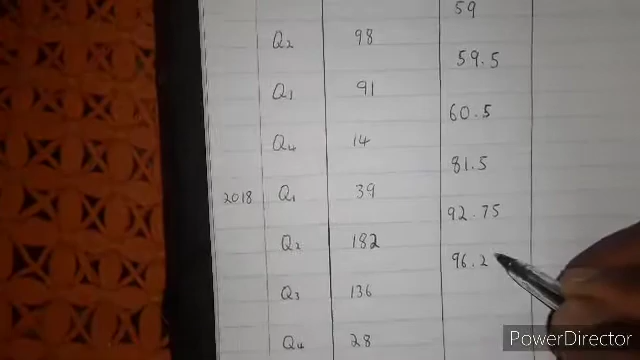 59
Q2 98
59.5
Q1 91
60.5
Q4 14
81.5
2018 Q1 39
92.75
Q2 182
96.2
Q3 136
Q4 28
PowerDirector